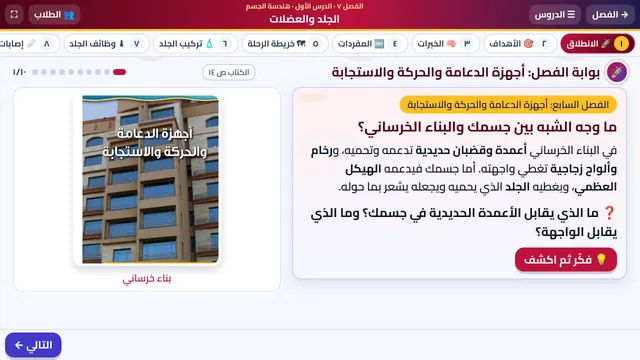 الفصل ٧ · الدرس الأول · هندسة الجسم
الجلد والعضلات
→ الفصل
☰ الدروس
الطلاب
١ الانطلاق
٢ الأهداف
٣ الخبرات
٤ المفردات
٥ خريطة الرحلة
٦ تركيب الجلد
٧ وظائف الجلد
٨ إصابات
بوابة الفصل: أجهزة الدعامة والحركة والاستجابة
الكتاب ص ١٤
١/١٠
الفصل السابع: أجهزة الدعامة والحركة والاستجابة
ما وجه الشبه بين جسمك والبناء الخرساني؟
في البناء الخرساني أعمدة وقضبان حديدية تدعمه وتحميه، ورخام
وألواح زجاجية تغطي واجهته. أما جسمك فيدعمه الهيكل
العظمي، ويغطيه الجلد الذي يحميه ويجعله يشعر بما حوله.
❓ ما الذي يقابل الأعمدة الحديدية في جسمك؟ وما الذي
يقابل الواجهة؟
💡 فكّر ثم اكشف
أجهزة الدعامة
والحركة والاستجابة
بناء خرساني
التالي ←